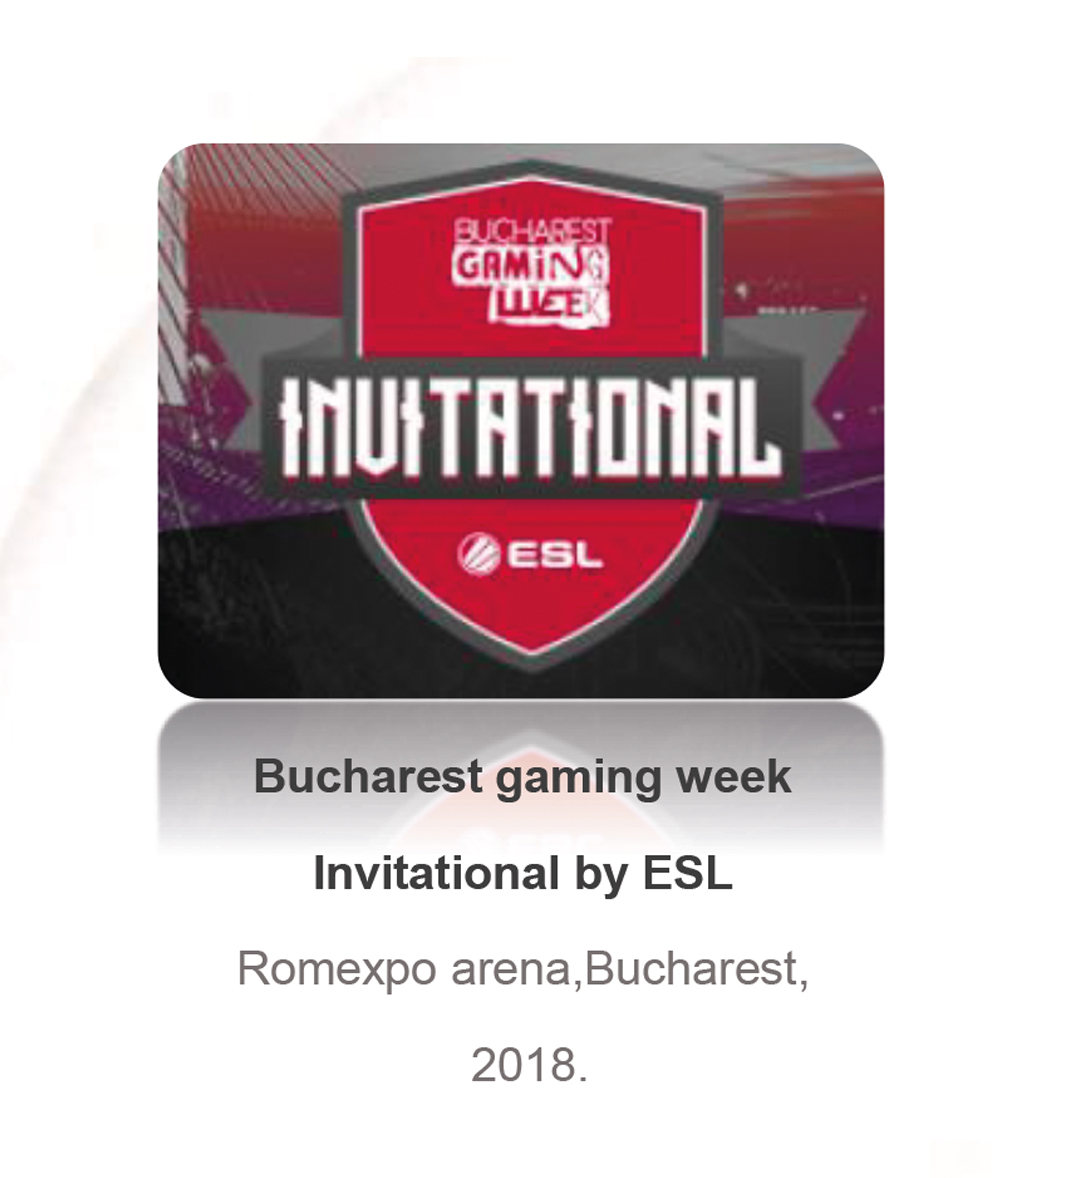 BUCHAREST
GAMING
WEEK
INVITATIONAL
ESL
Bucharest gaming week
Invitational by ESL
Romexpo arena,Bucharest,
2018.